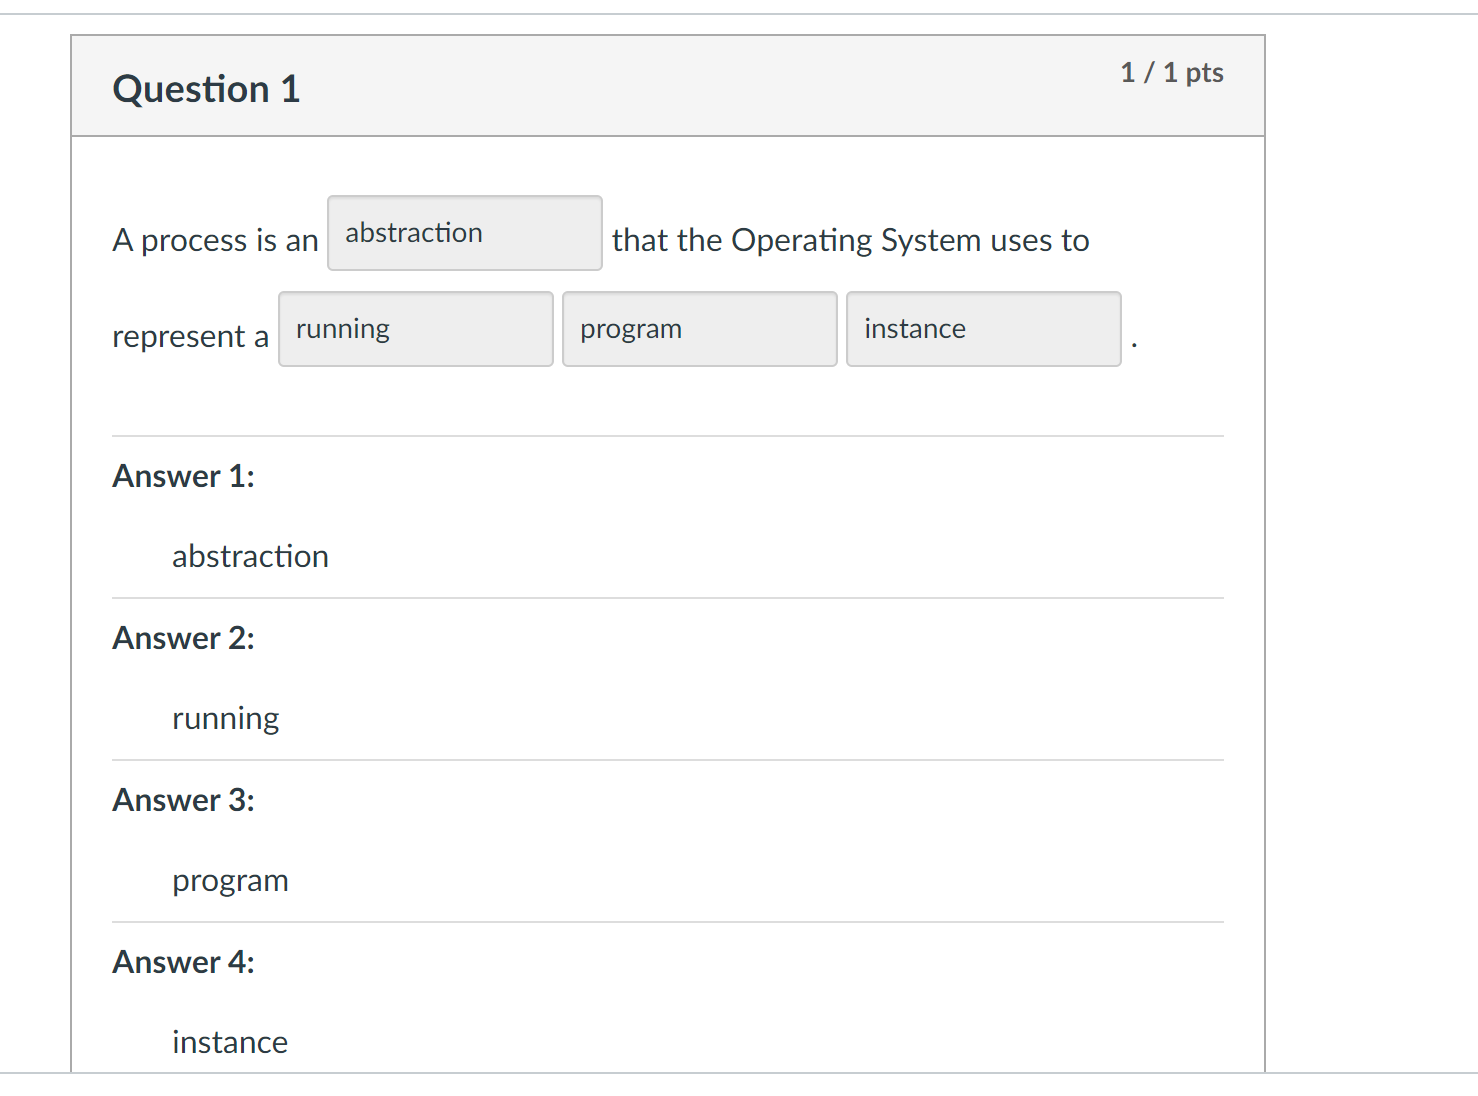 Question 1
1 / 1 pts
A process is an abstraction that the Operating System uses to
represent a running program instance .
Answer 1:
abstraction
Answer 2:
running
Answer 3:
program
Answer 4:
instance